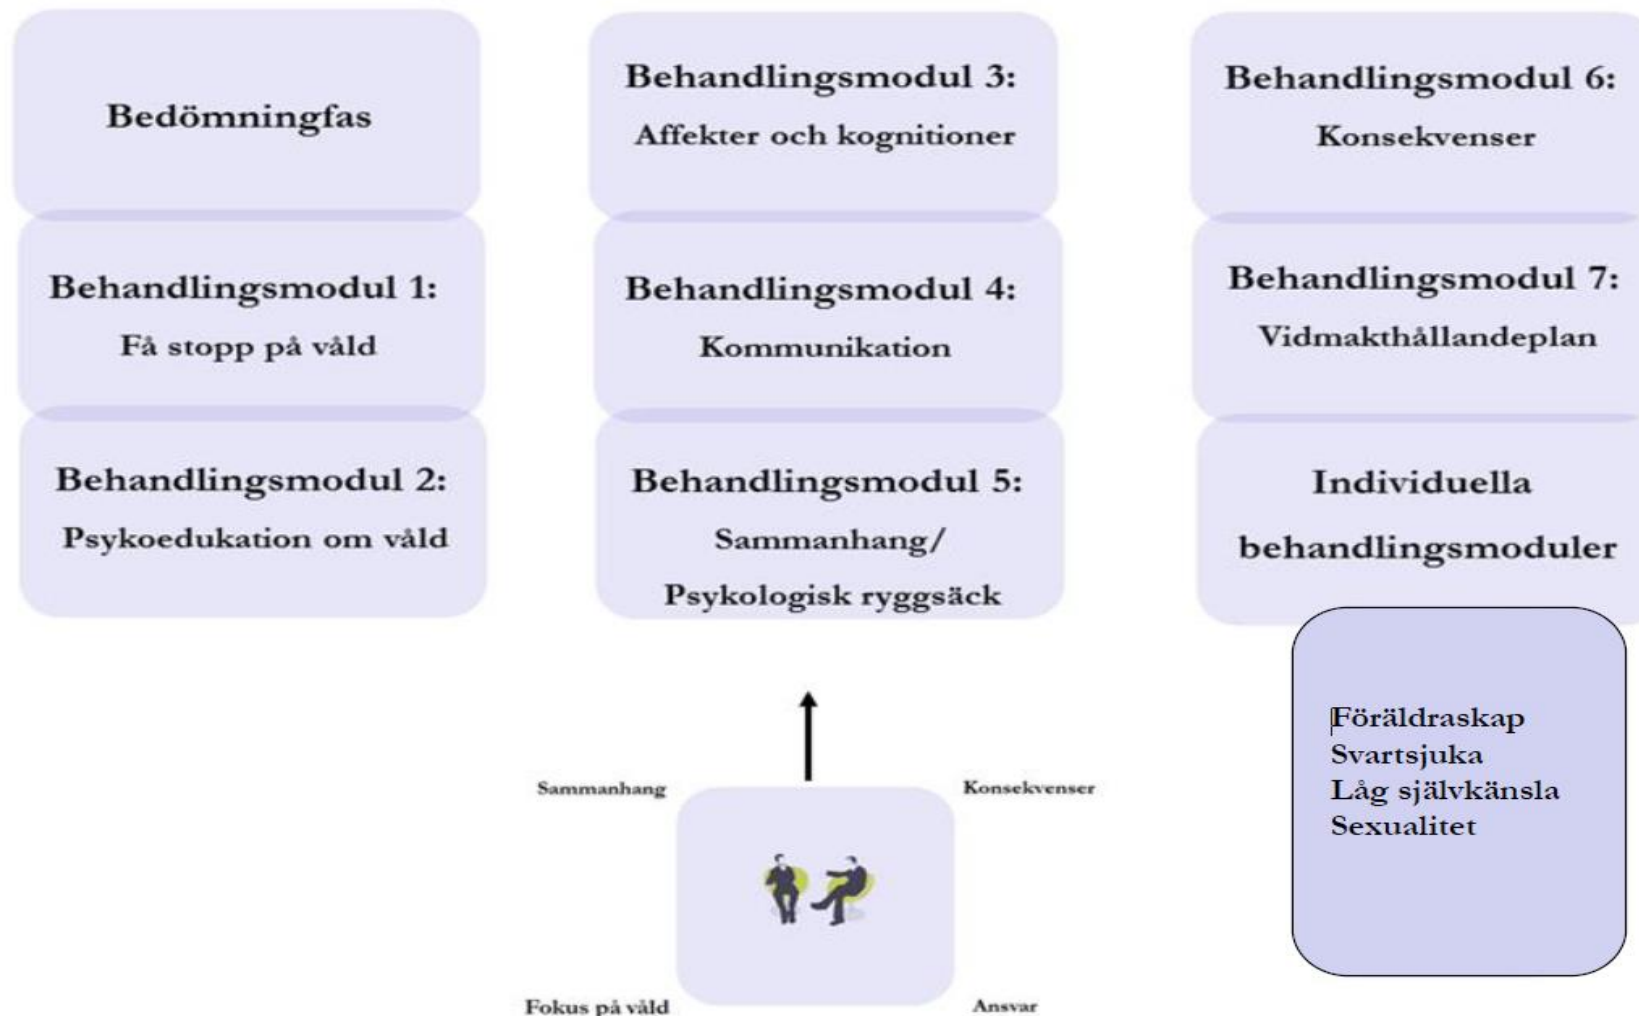 Bedömningfas
Behandlingsmodul 1:
Få stopp på våld
Behandlingsmodul 2:
Psykoedukation om våld
Behandlingsmodul 3:
Affekter och kognitioner
Behandlingsmodul 4:
Kommunikation
Behandlingsmodul 5:
Sammanhang/
Psykologisk ryggsäck
Behandlingsmodul 6:
Konsekvenser
Behandlingsmodul 7:
Vidmakthållandeplan
Individuella
behandlingsmoduler
Föräldraskap
Svartsjuka
Låg självkänsla
Sexualitet
Sammanhang
Konsekvenser
Fokus på våld
Ansvar